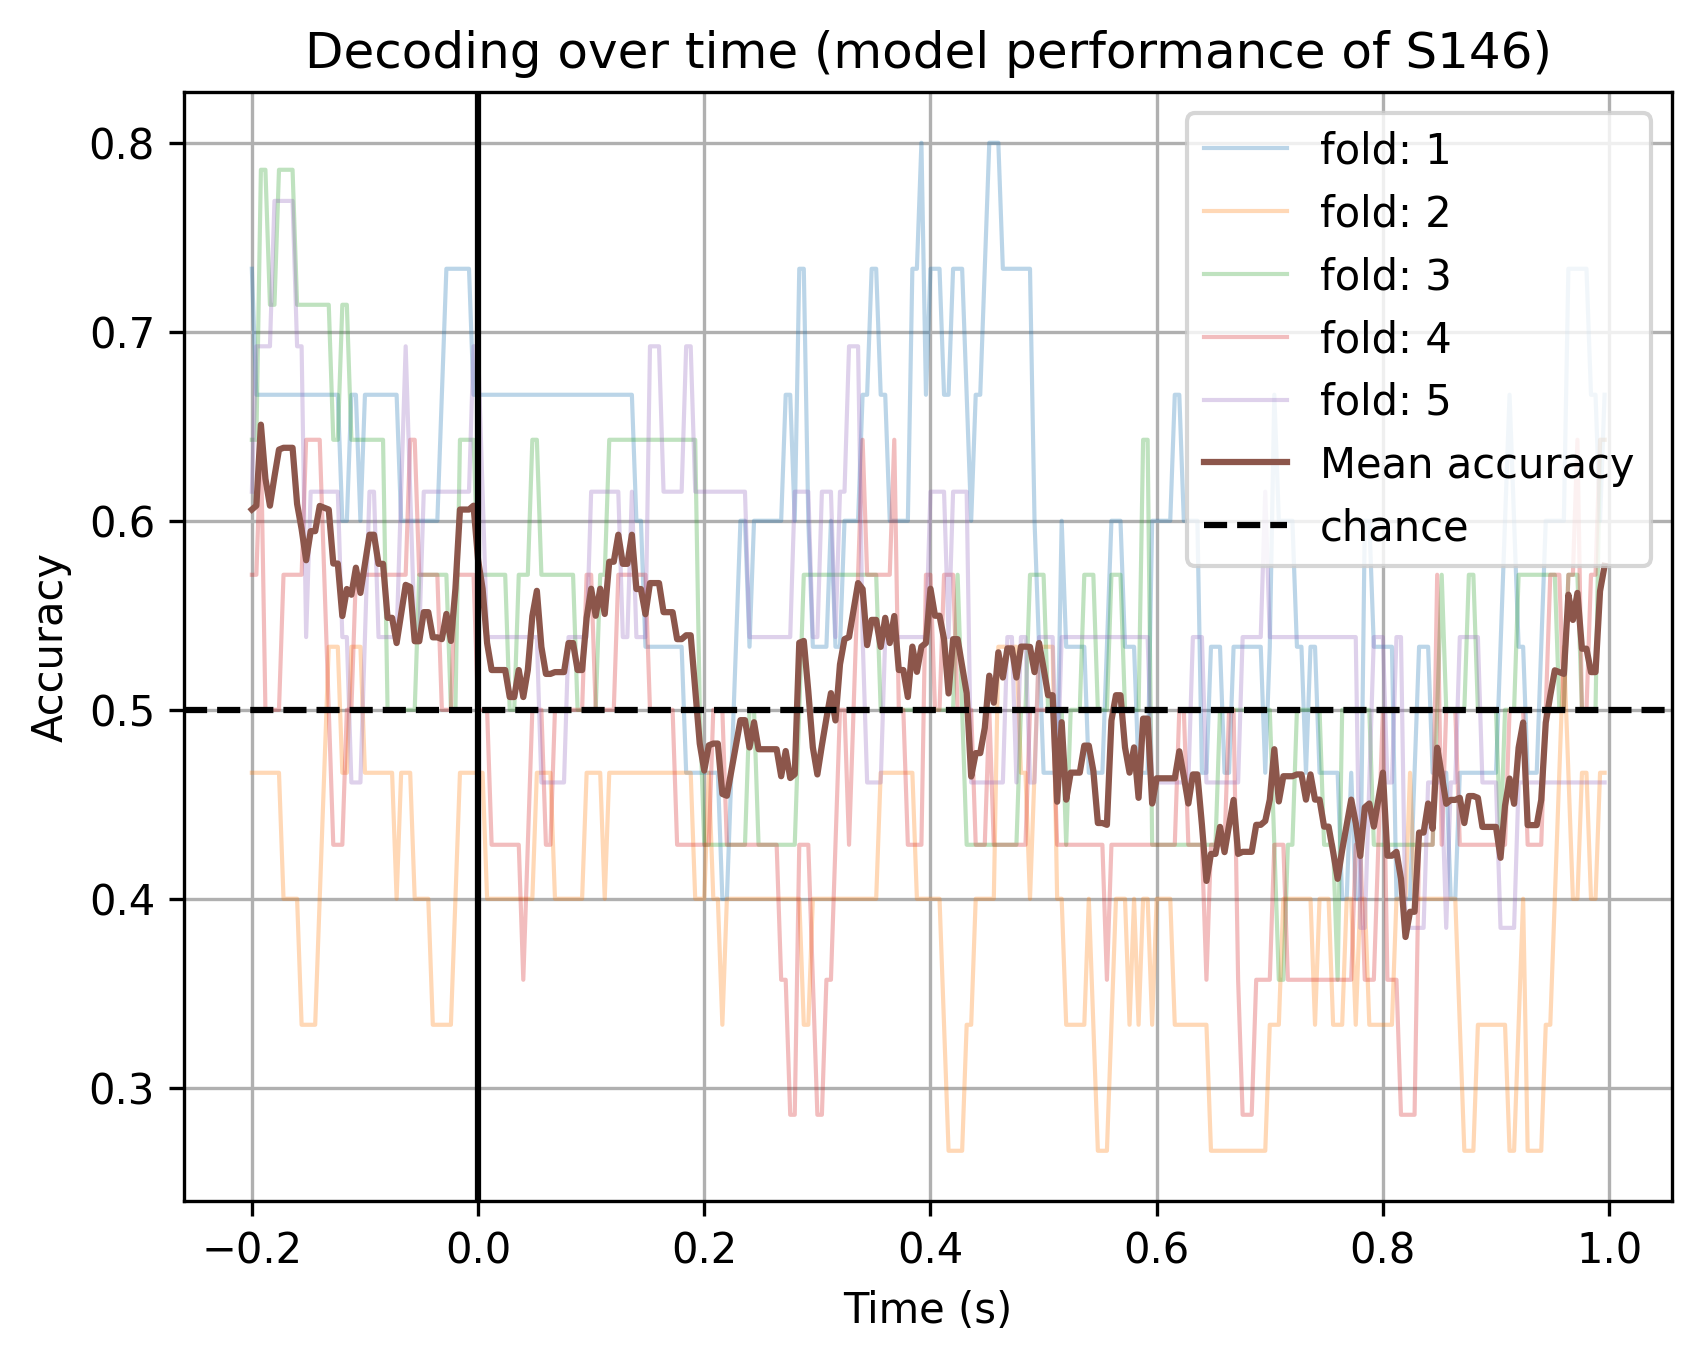 Decoding over time (model performance of S146)
Accuracy
0.8
0.7
0.6
0.5
0.4
0.3
fold: 1
fold: 2
fold: 3
fold: 4
fold: 5
Mean accuracy
chance
−0.2 0.0 0.2 0.4 0.6 0.8 1.0
Time (s)